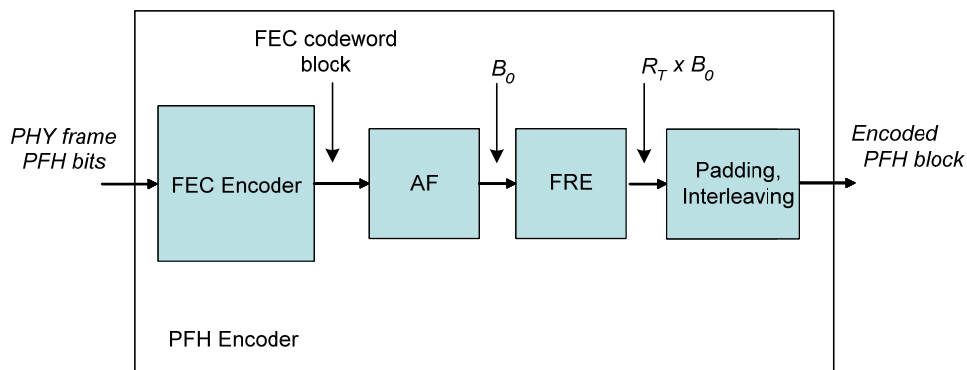 FEC codeword
block
B₀
R_T x B₀
PHY frame
PFH bits
FEC Encoder
AF
FRE
Padding,
Interleaving
Encoded
PFH block
PFH Encoder